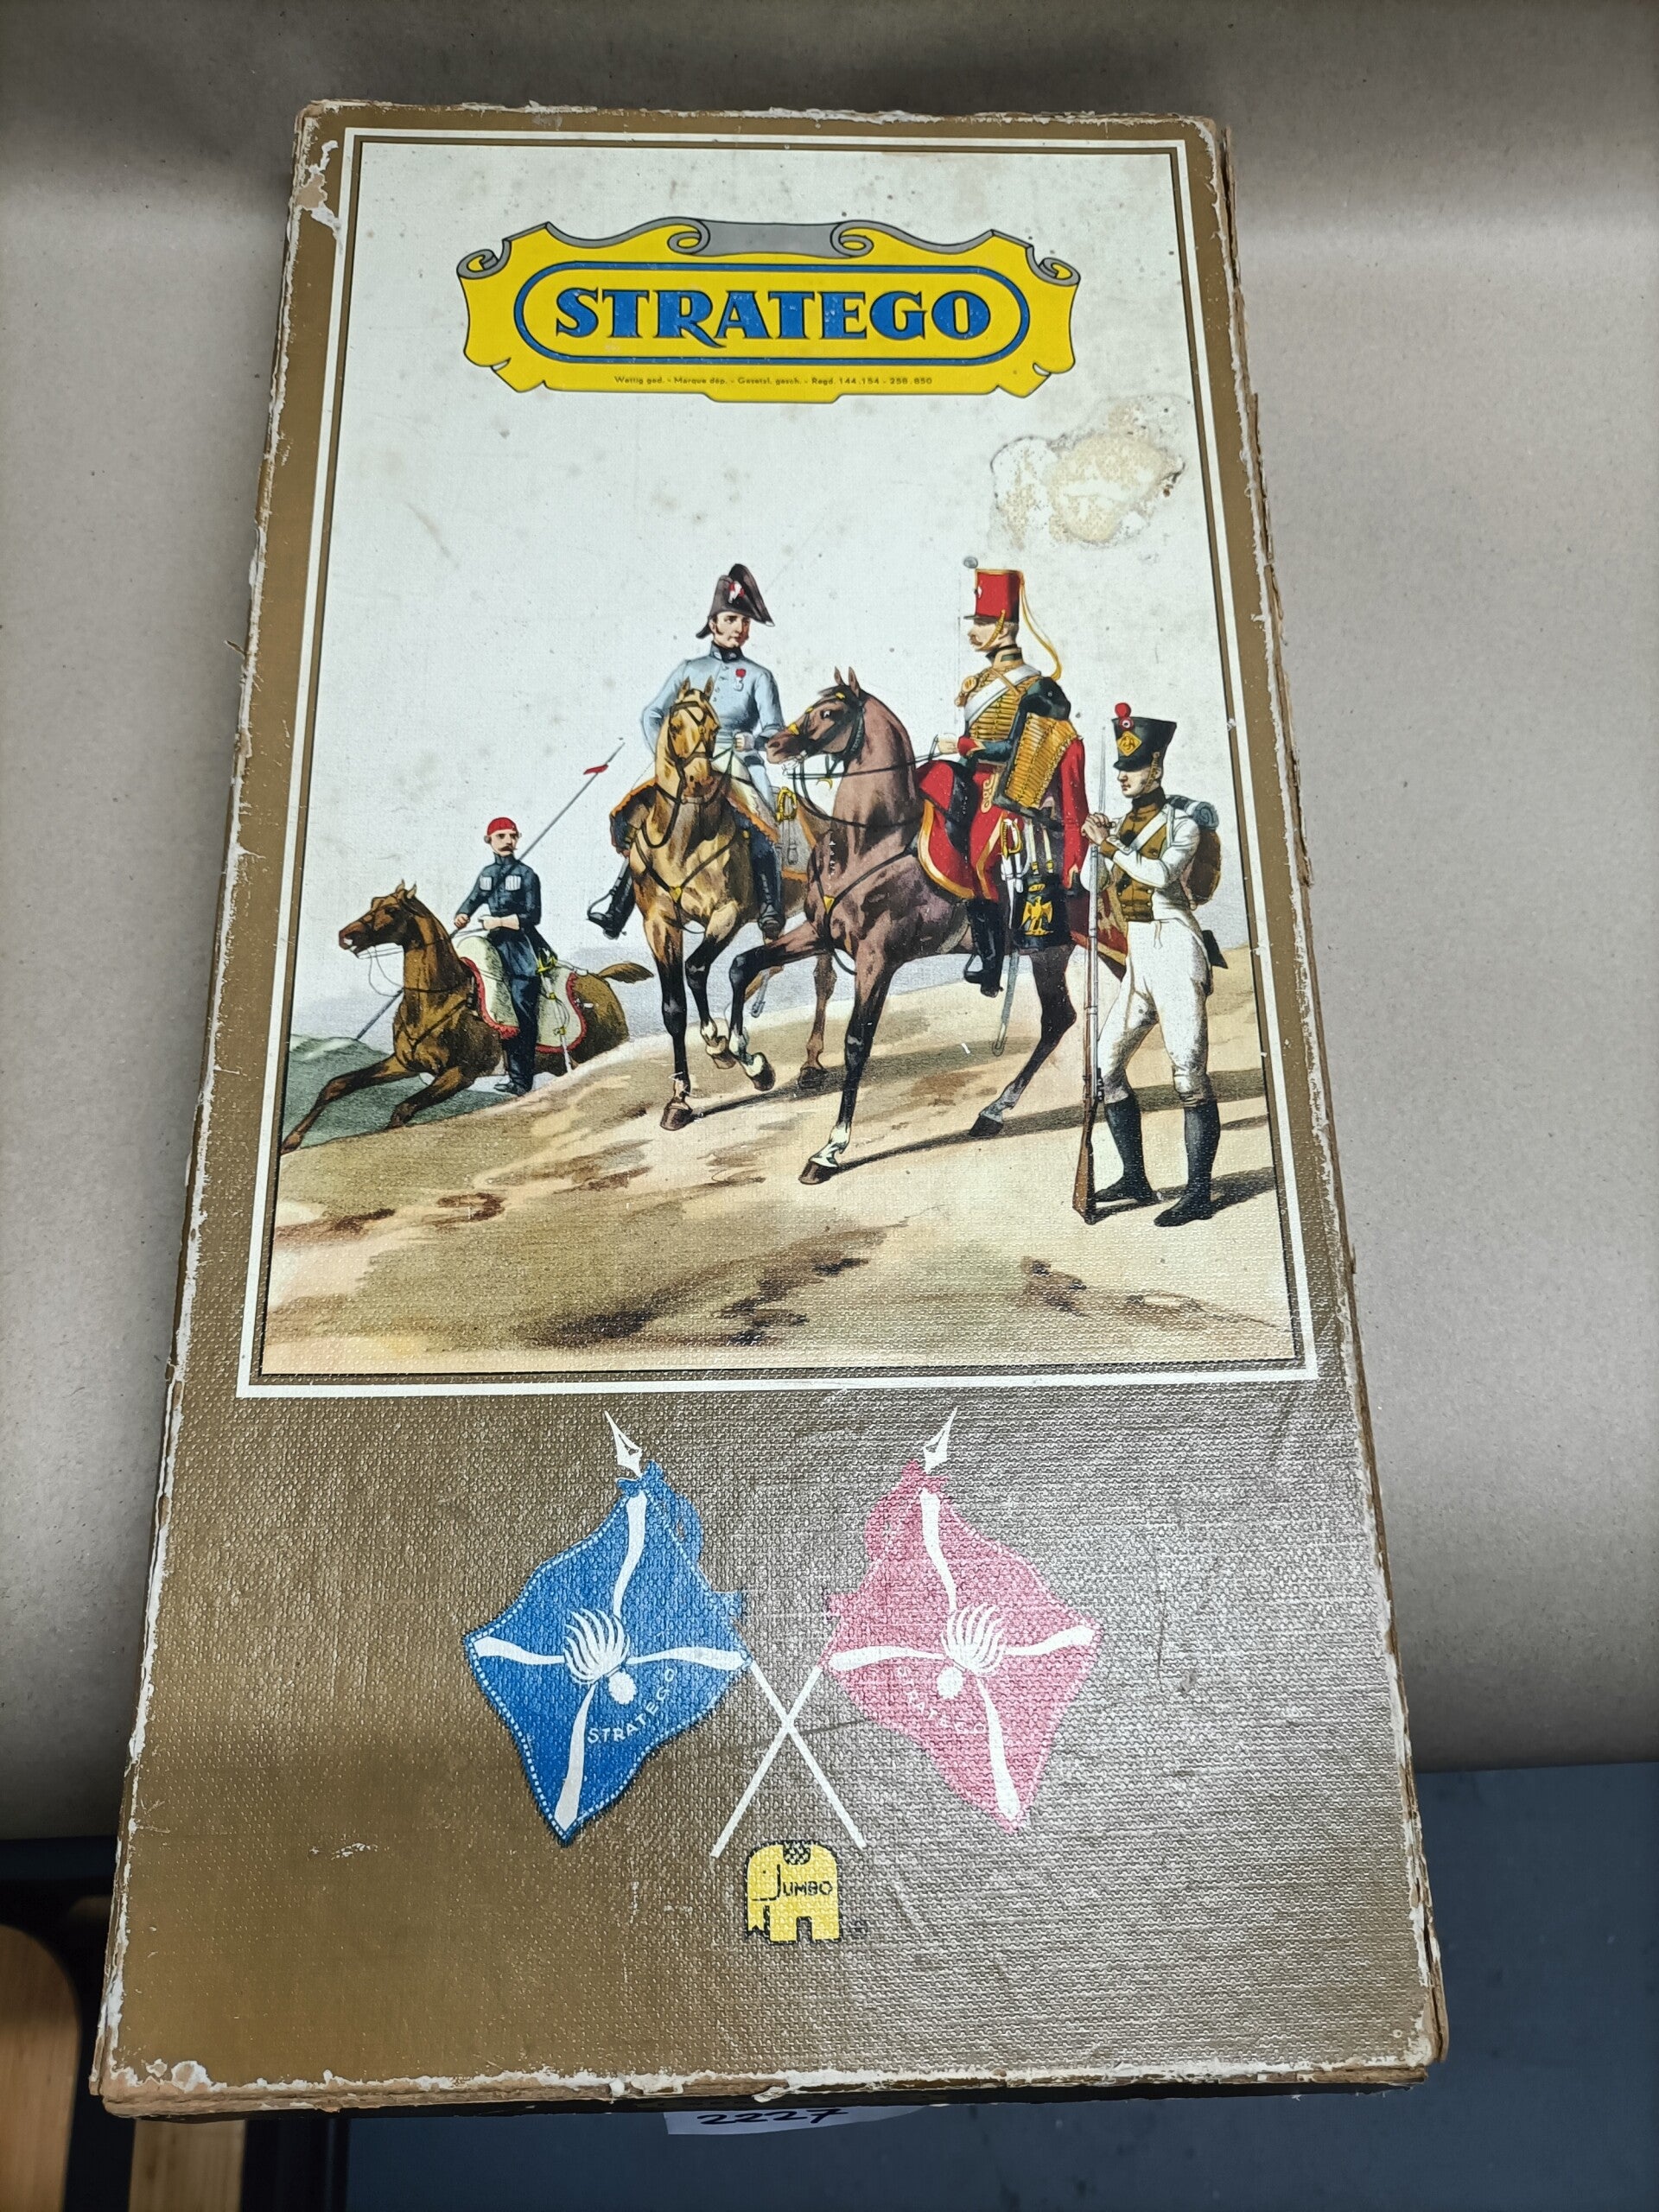 STRATEGO
Wettig ged. - Marque dép. - Gesetzl. gesch. - Regd. 144.154 - 258.850
STRATEGO
STRATEGO
JUMBO
2227